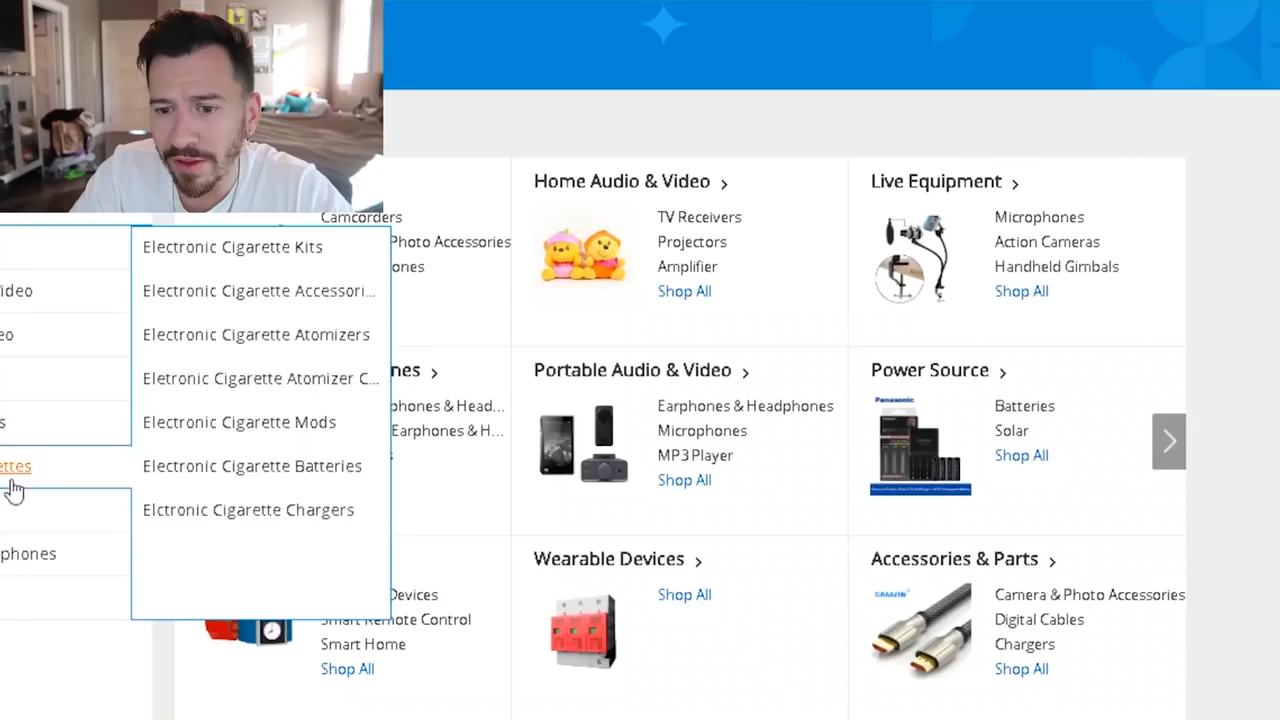 Camcorders
Photo Accessories
ones
Home Audio & Video
TV Receivers
Projectors
Amplifier
Shop All
Live Equipment
Microphones
Action Cameras
Handheld Gimbals
Shop All
ideo
eo
s
ettes
phones
Electronic Cigarette Kits
Electronic Cigarette Accessori...
Electronic Cigarette Atomizers
Eletronic Cigarette Atomizer C...
Electronic Cigarette Mods
Electronic Cigarette Batteries
Elctronic Cigarette Chargers
nes
phones & Head...
Earphones & H...
Portable Audio & Video
Earphones & Headphones
Microphones
MP3 Player
Shop All
Power Source
Panasonic
Batteries
Solar
Shop All
Devices
Smart Remote Control
Smart Home
Shop All
Wearable Devices
Shop All
Accessories & Parts
SAMZHE
Camera & Photo Accessories
Digital Cables
Chargers
Shop All